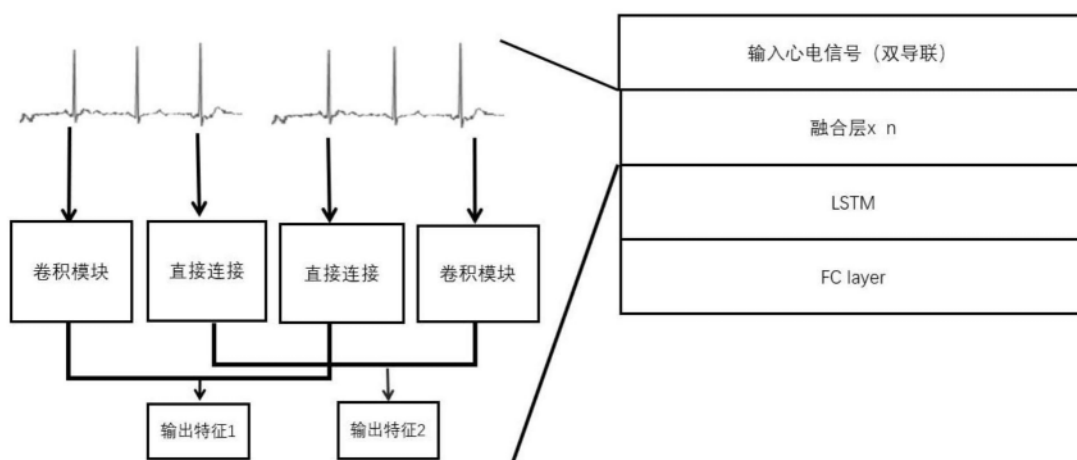 输入心电信号（双导联）
融合层x n
LSTM
FC layer
卷积模块
直接连接
直接连接
卷积模块
输出特征1
输出特征2